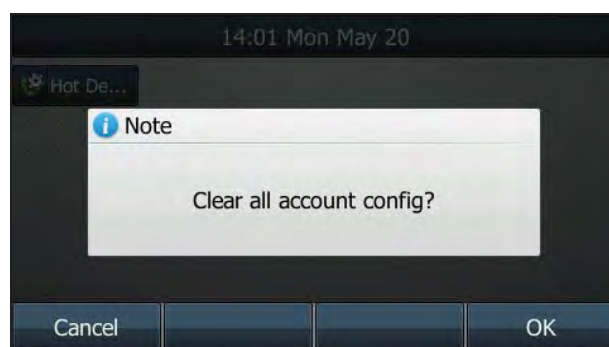 14:01 Mon May 20
Hot De...
Note
Clear all account config?
Cancel
OK